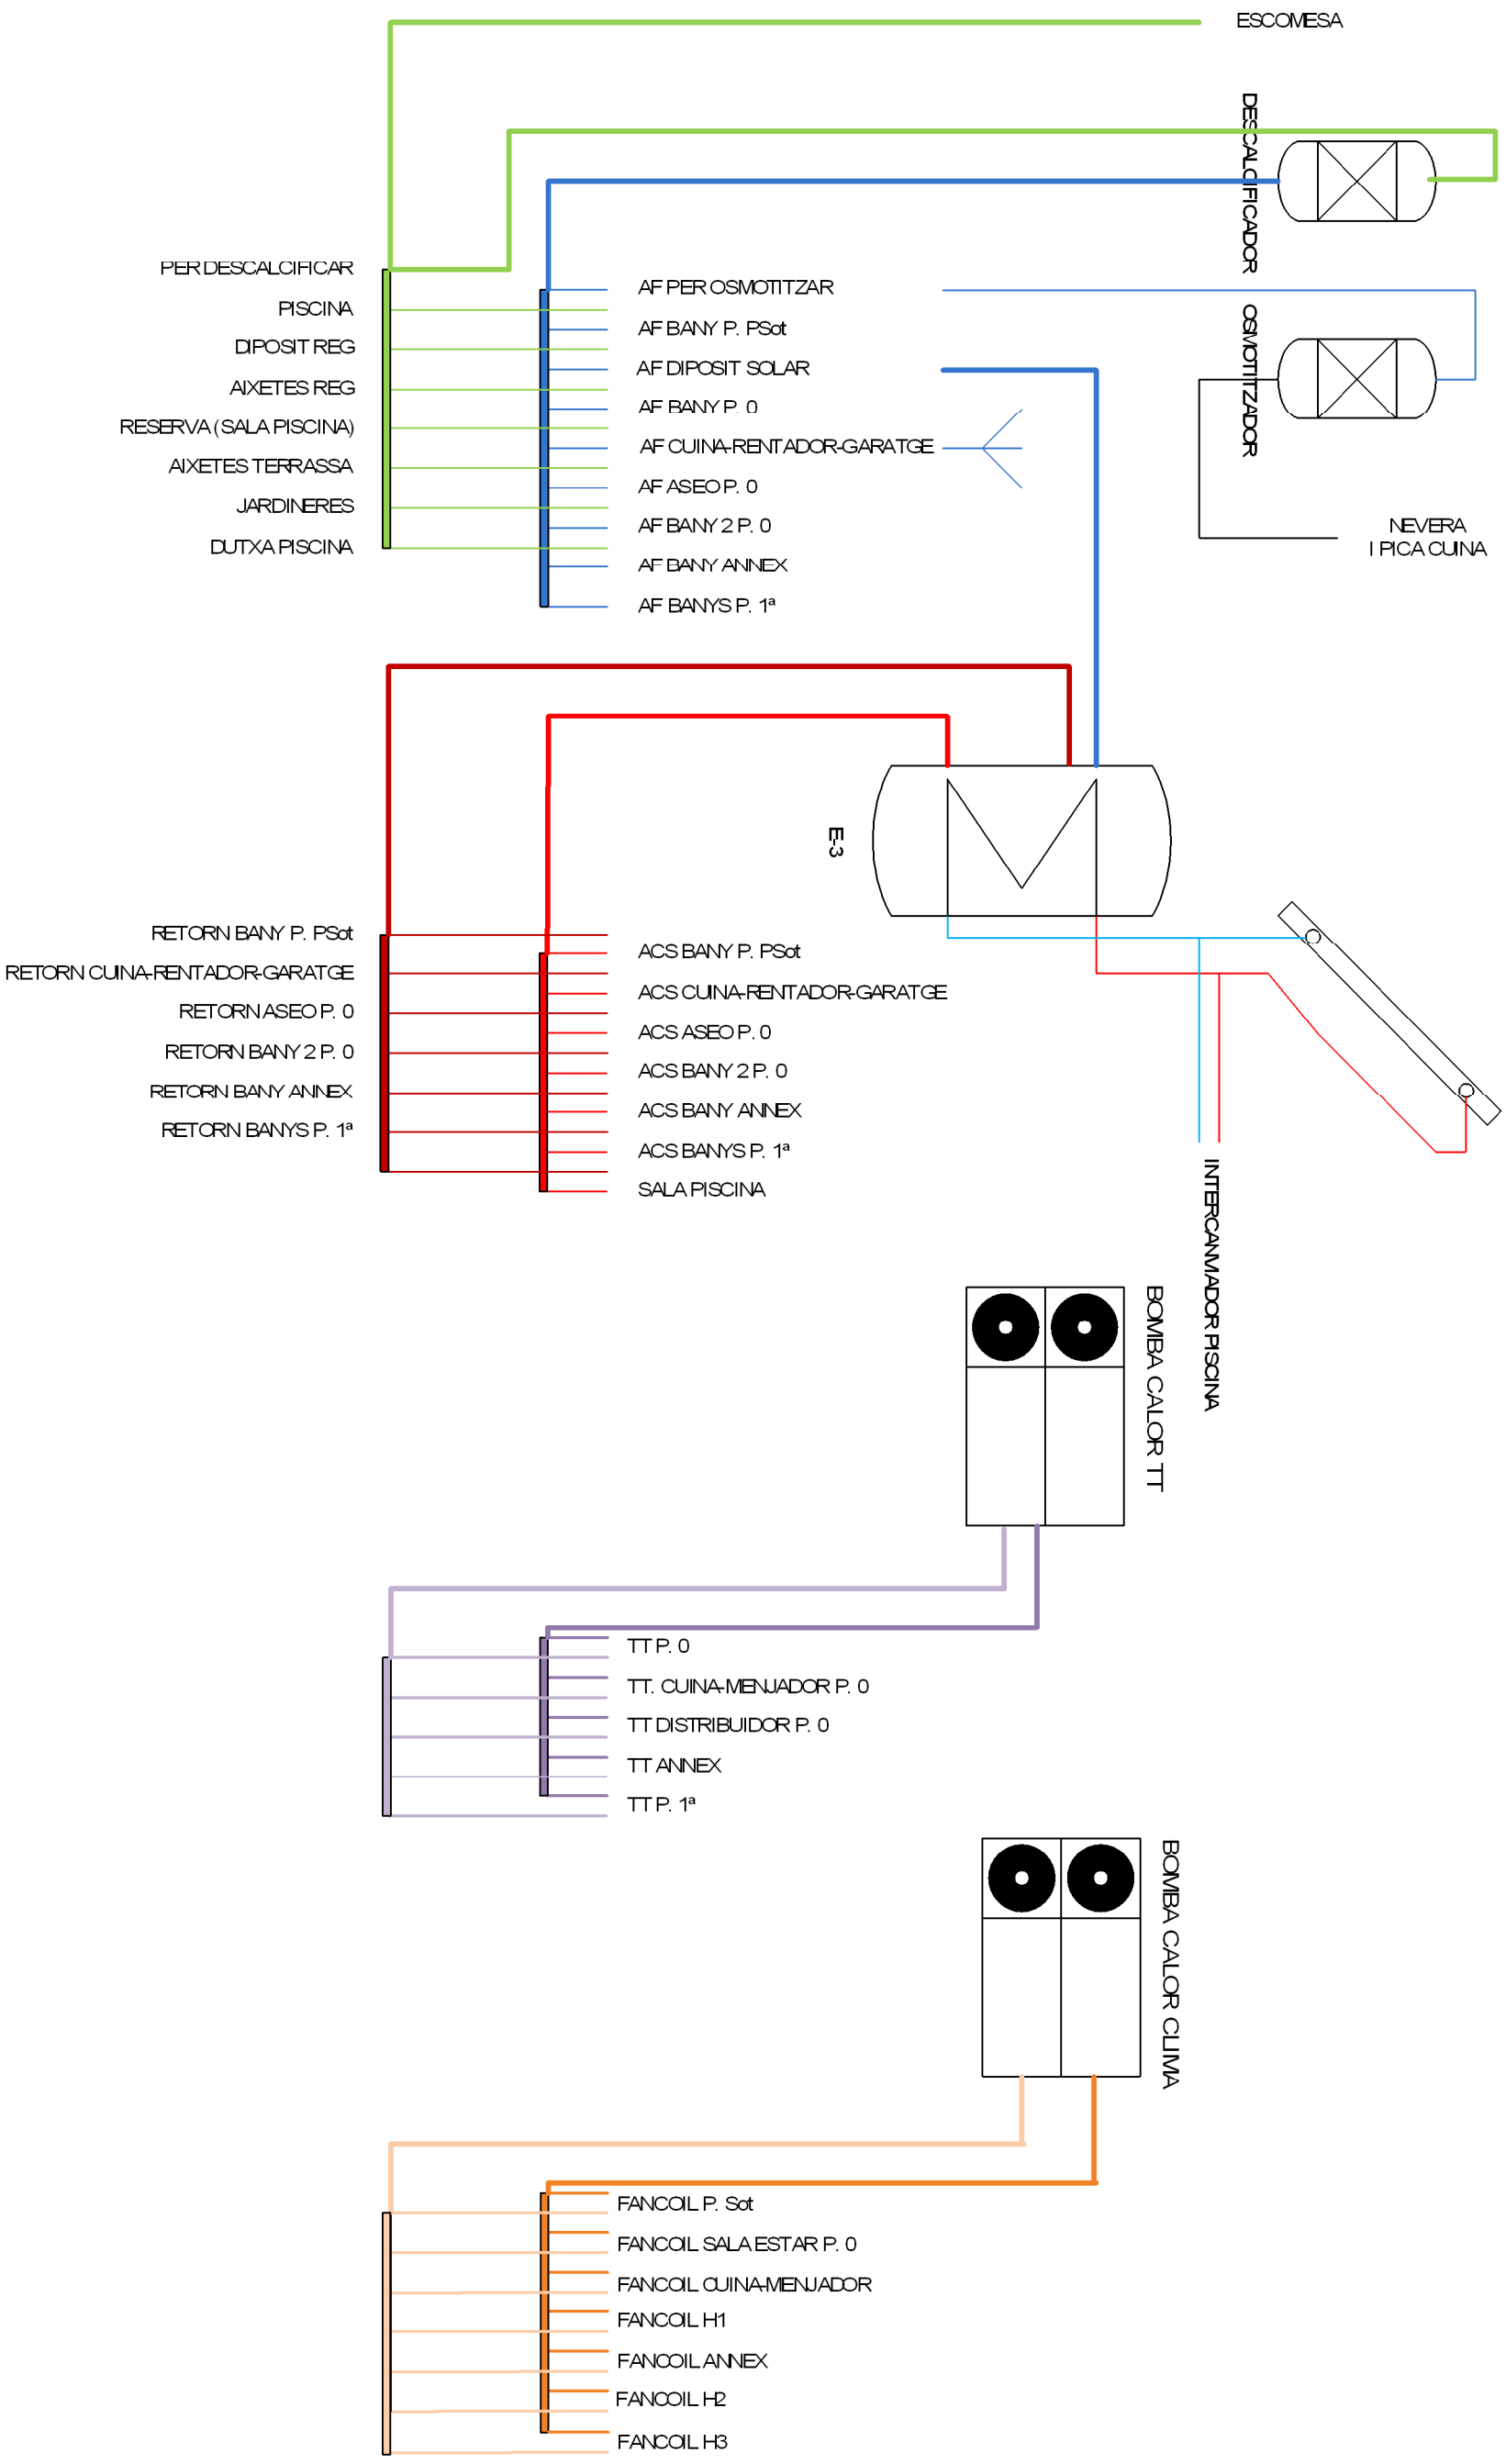 ESCOMESA
DESCALCIFICADOR
PER DESCALCIFICAR
PISCINA
DIPOSIT REG
AIXETES REG
RESERVA (SALA PISCINA)
AIXETES TERRASSA
JARDINERES
DUTXA PISCINA
AF PER OSMOTITZAR
AF BANY P. PSot
AF DIPOSIT SOLAR
AF BANY P. 0
AF CUINA-RENTADOR-GARATGE
AF ASEO P. 0
AF BANY 2 P. 0
AF BANY ANNEX
AF BANYS P. 1ª
OSMOTITZADOR
NEVERA
I PICA CUINA
E-3
RETORN BANY P. PSot
RETORN CUINA-RENTADOR-GARATGE
RETORN ASEO P. 0
RETORN BANY 2 P. 0
RETORN BANY ANNEX
RETORN BANYS P. 1ª
ACS BANY P. PSot
ACS CUINA-RENTADOR-GARATGE
ACS ASEO P. 0
ACS BANY 2 P. 0
ACS BANY ANNEX
ACS BANYS P. 1ª
SALA PISCINA
INTERCANVIADOR PISCINA
BOMBA CALOR TT
TT P. 0
TT. CUINA-MENJADOR P. 0
TT DISTRIBUIDOR P. 0
TT ANNEX
TT P. 1ª
BOMBA CALOR CLIMA
FANCOIL P. Sot
FANCOIL SALA ESTAR P. 0
FANCOIL CUINA-MENJADOR
FANCOIL H1
FANCOIL ANNEX
FANCOIL H2
FANCOIL H3